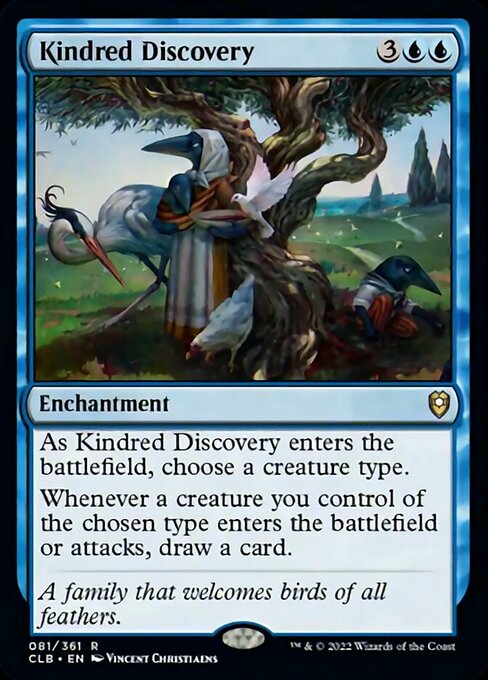 Kindred Discovery 3
Enchantment
As Kindred Discovery enters the
battlefield, choose a creature type.
Whenever a creature you control of
the chosen type enters the battlefield
or attacks, draw a card.
A family that welcomes birds of all
feathers.
081/361 R
CLB • EN Vincent Christiaens
™ & © 2022 Wizards of the Coast